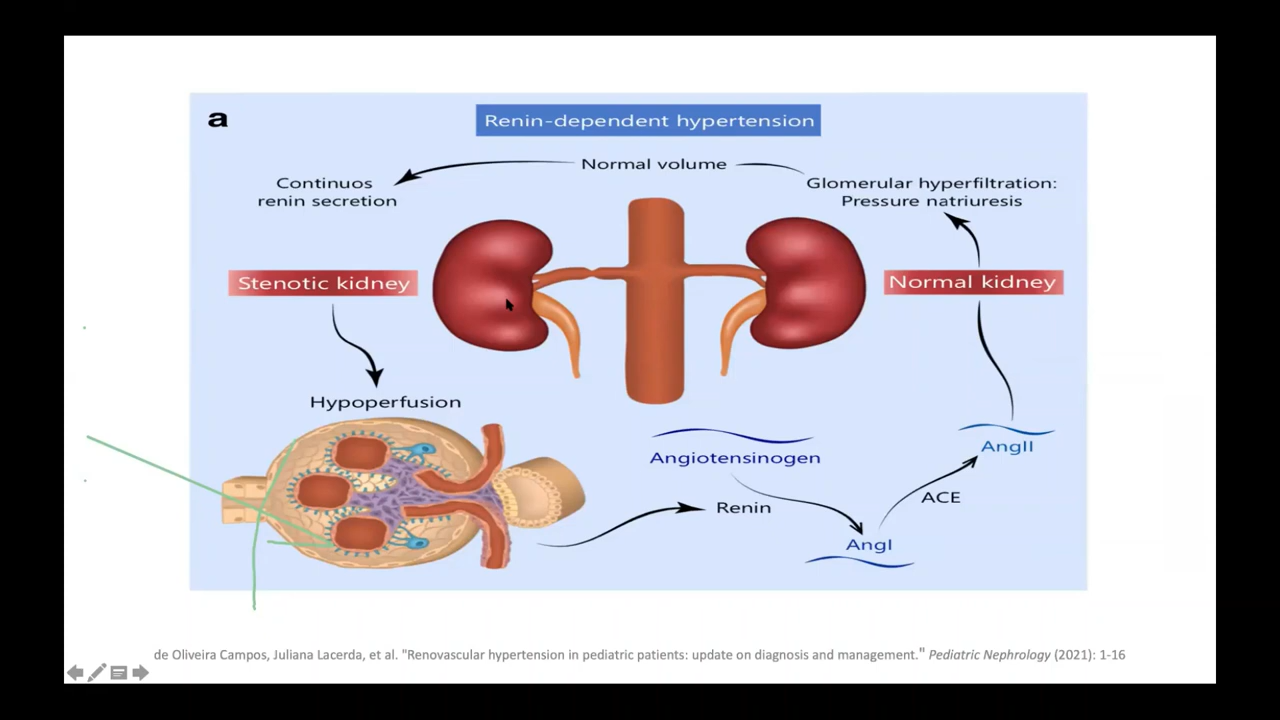 a
Renin-dependent hypertension
Normal volume
Continuos
renin secretion
Glomerular hyperfiltration:
Pressure natriuresis
Stenotic kidney
Normal kidney
Hypoperfusion
Angiotensinogen
AngII
ACE
Renin
AngI
de Oliveira Campos, Juliana Lacerda, et al. "Renovascular hypertension in pediatric patients: update on diagnosis and management." Pediatric Nephrology (2021): 1-16